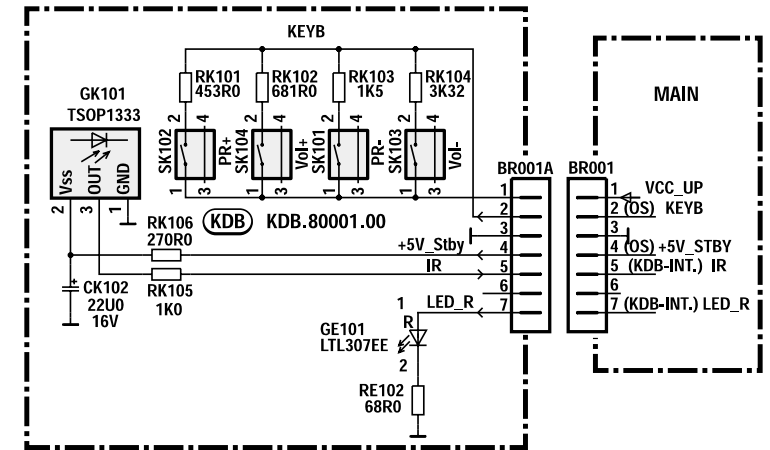 KEYB
RK101
453R0
RK102
681R0
RK103
1K5
RK104
3K32
GK101
TSOP1333
Vss
OUT
GND
2
3
1
2
4
SK102
PR+
1
3
2
4
SK104
Vol+
1
3
2
4
SK101
PR-
1
3
2
4
SK103
Vol-
1
3
KDB
KDB.80001.00
RK106
270R0
+5V_Stby
IR
RK105
1K0
+
CK102
22U0
16V
1
LED_R
R
GE101
LTL307EE
2
RE102
68R0
BR001A
1
2
3
4
5
6
7
MAIN
BR001
1 VCC_UP
2 (OS) KEYB
3
4 (OS) +5V_STBY
5 (KDB-INT.) IR
6
7 (KDB-INT.) LED_R